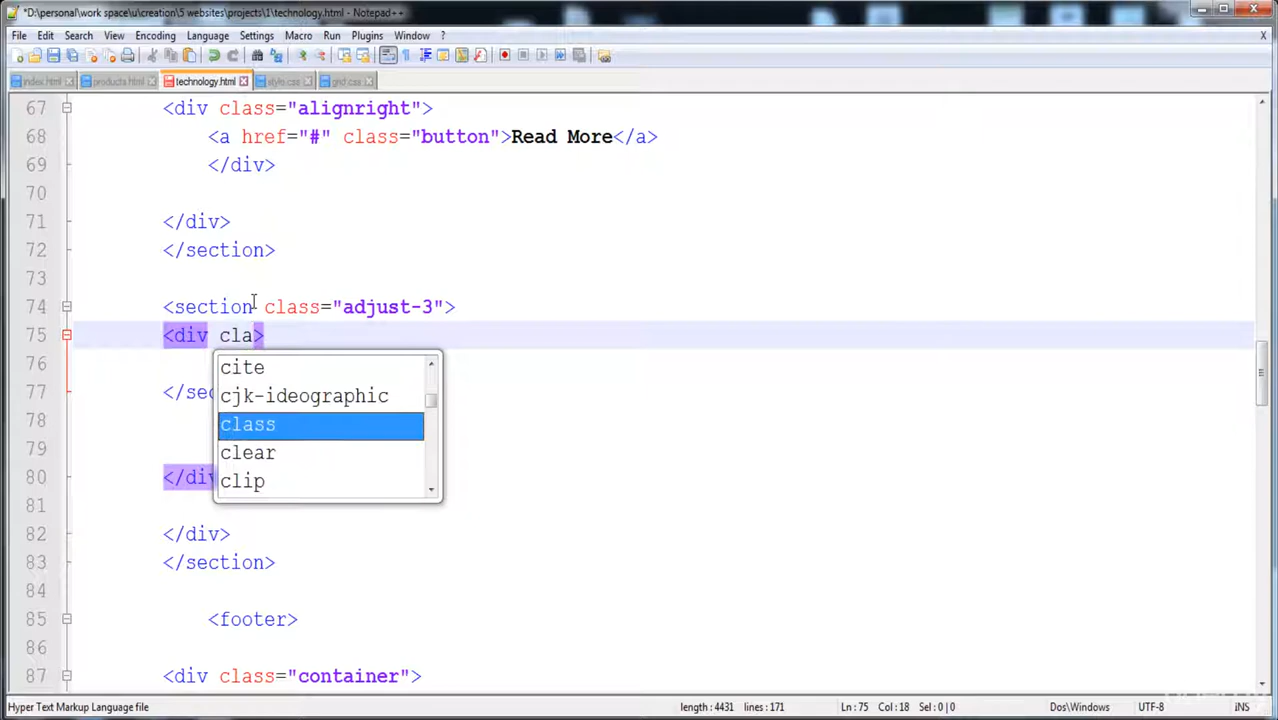 *D:\personal\work space\u\creation\5 websites\projects\1\technology.html - Notepad++
File Edit Search View Encoding Language Settings Macro Run Plugins Window ? X
index.html products.html technology.html style.css grid.css
67 <div class="alignright">
68 <a href="#" class="button">Read More</a>
69 </div>
70
71 </div>
72 </section>
73
74 <section class="adjust-3">
75 <div cla>
76 cite
cjk-ideographic
77 </sec
78 class
79 clear
80 </div clip
81
82 </div>
83 </section>
84
85 <footer>
86
87 <div class="container">
Hyper Text Markup Language file length : 4431 lines : 171 Ln : 75 Col : 18 Sel : 0 | 0 Dos\Windows UTF-8 INS